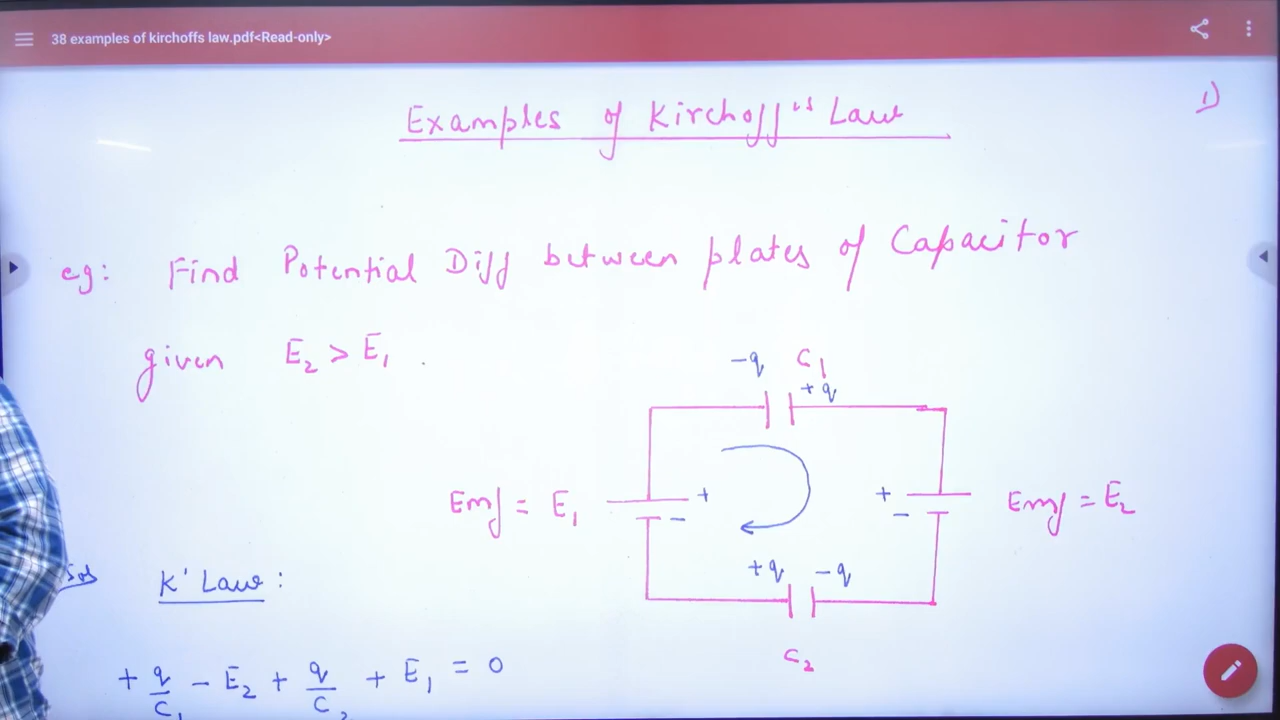 38 examples of kirchoffs law.pdf<Read-only>
1)
Examples of Kirchoff's Law
eg: Find Potential Diff between plates of Capacitor
given E₂ > E₁ .
-q C₁
+q
Emf = E₁ + -
+ - Emf = E₂
+q -q
C₂
Sol K' Law :
+ q/C₁ - E₂ + q/C₂ + E₁ = 0